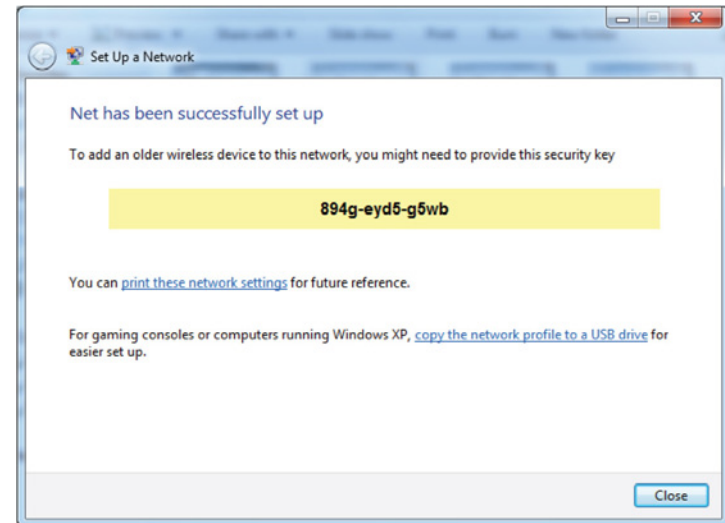 Set Up a Network
Net has been successfully set up
To add an older wireless device to this network, you might need to provide this security key
894g-eyd5-g5wb
You can print these network settings for future reference.
For gaming consoles or computers running Windows XP, copy the network profile to a USB drive for
easier set up.
Close